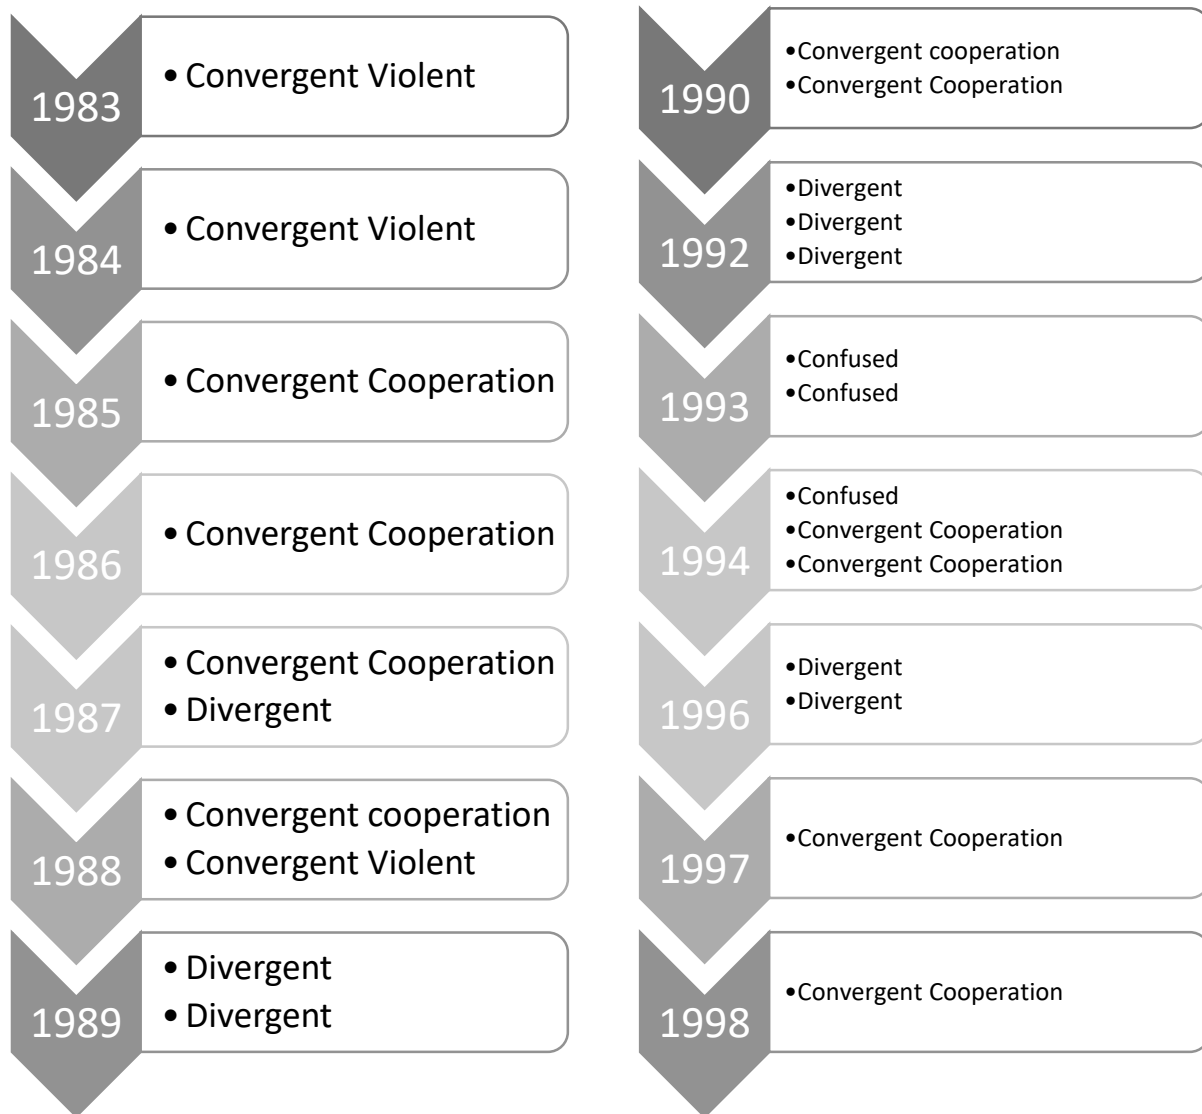 1983
• Convergent Violent
1984
• Convergent Violent
1985
• Convergent Cooperation
1986
• Convergent Cooperation
1987
• Convergent Cooperation
• Divergent
1988
• Convergent cooperation
• Convergent Violent
1989
• Divergent
• Divergent
1990
•Convergent cooperation
•Convergent Cooperation
1992
•Divergent
•Divergent
•Divergent
1993
•Confused
•Confused
1994
•Confused
•Convergent Cooperation
•Convergent Cooperation
1996
•Divergent
•Divergent
1997
•Convergent Cooperation
1998
•Convergent Cooperation